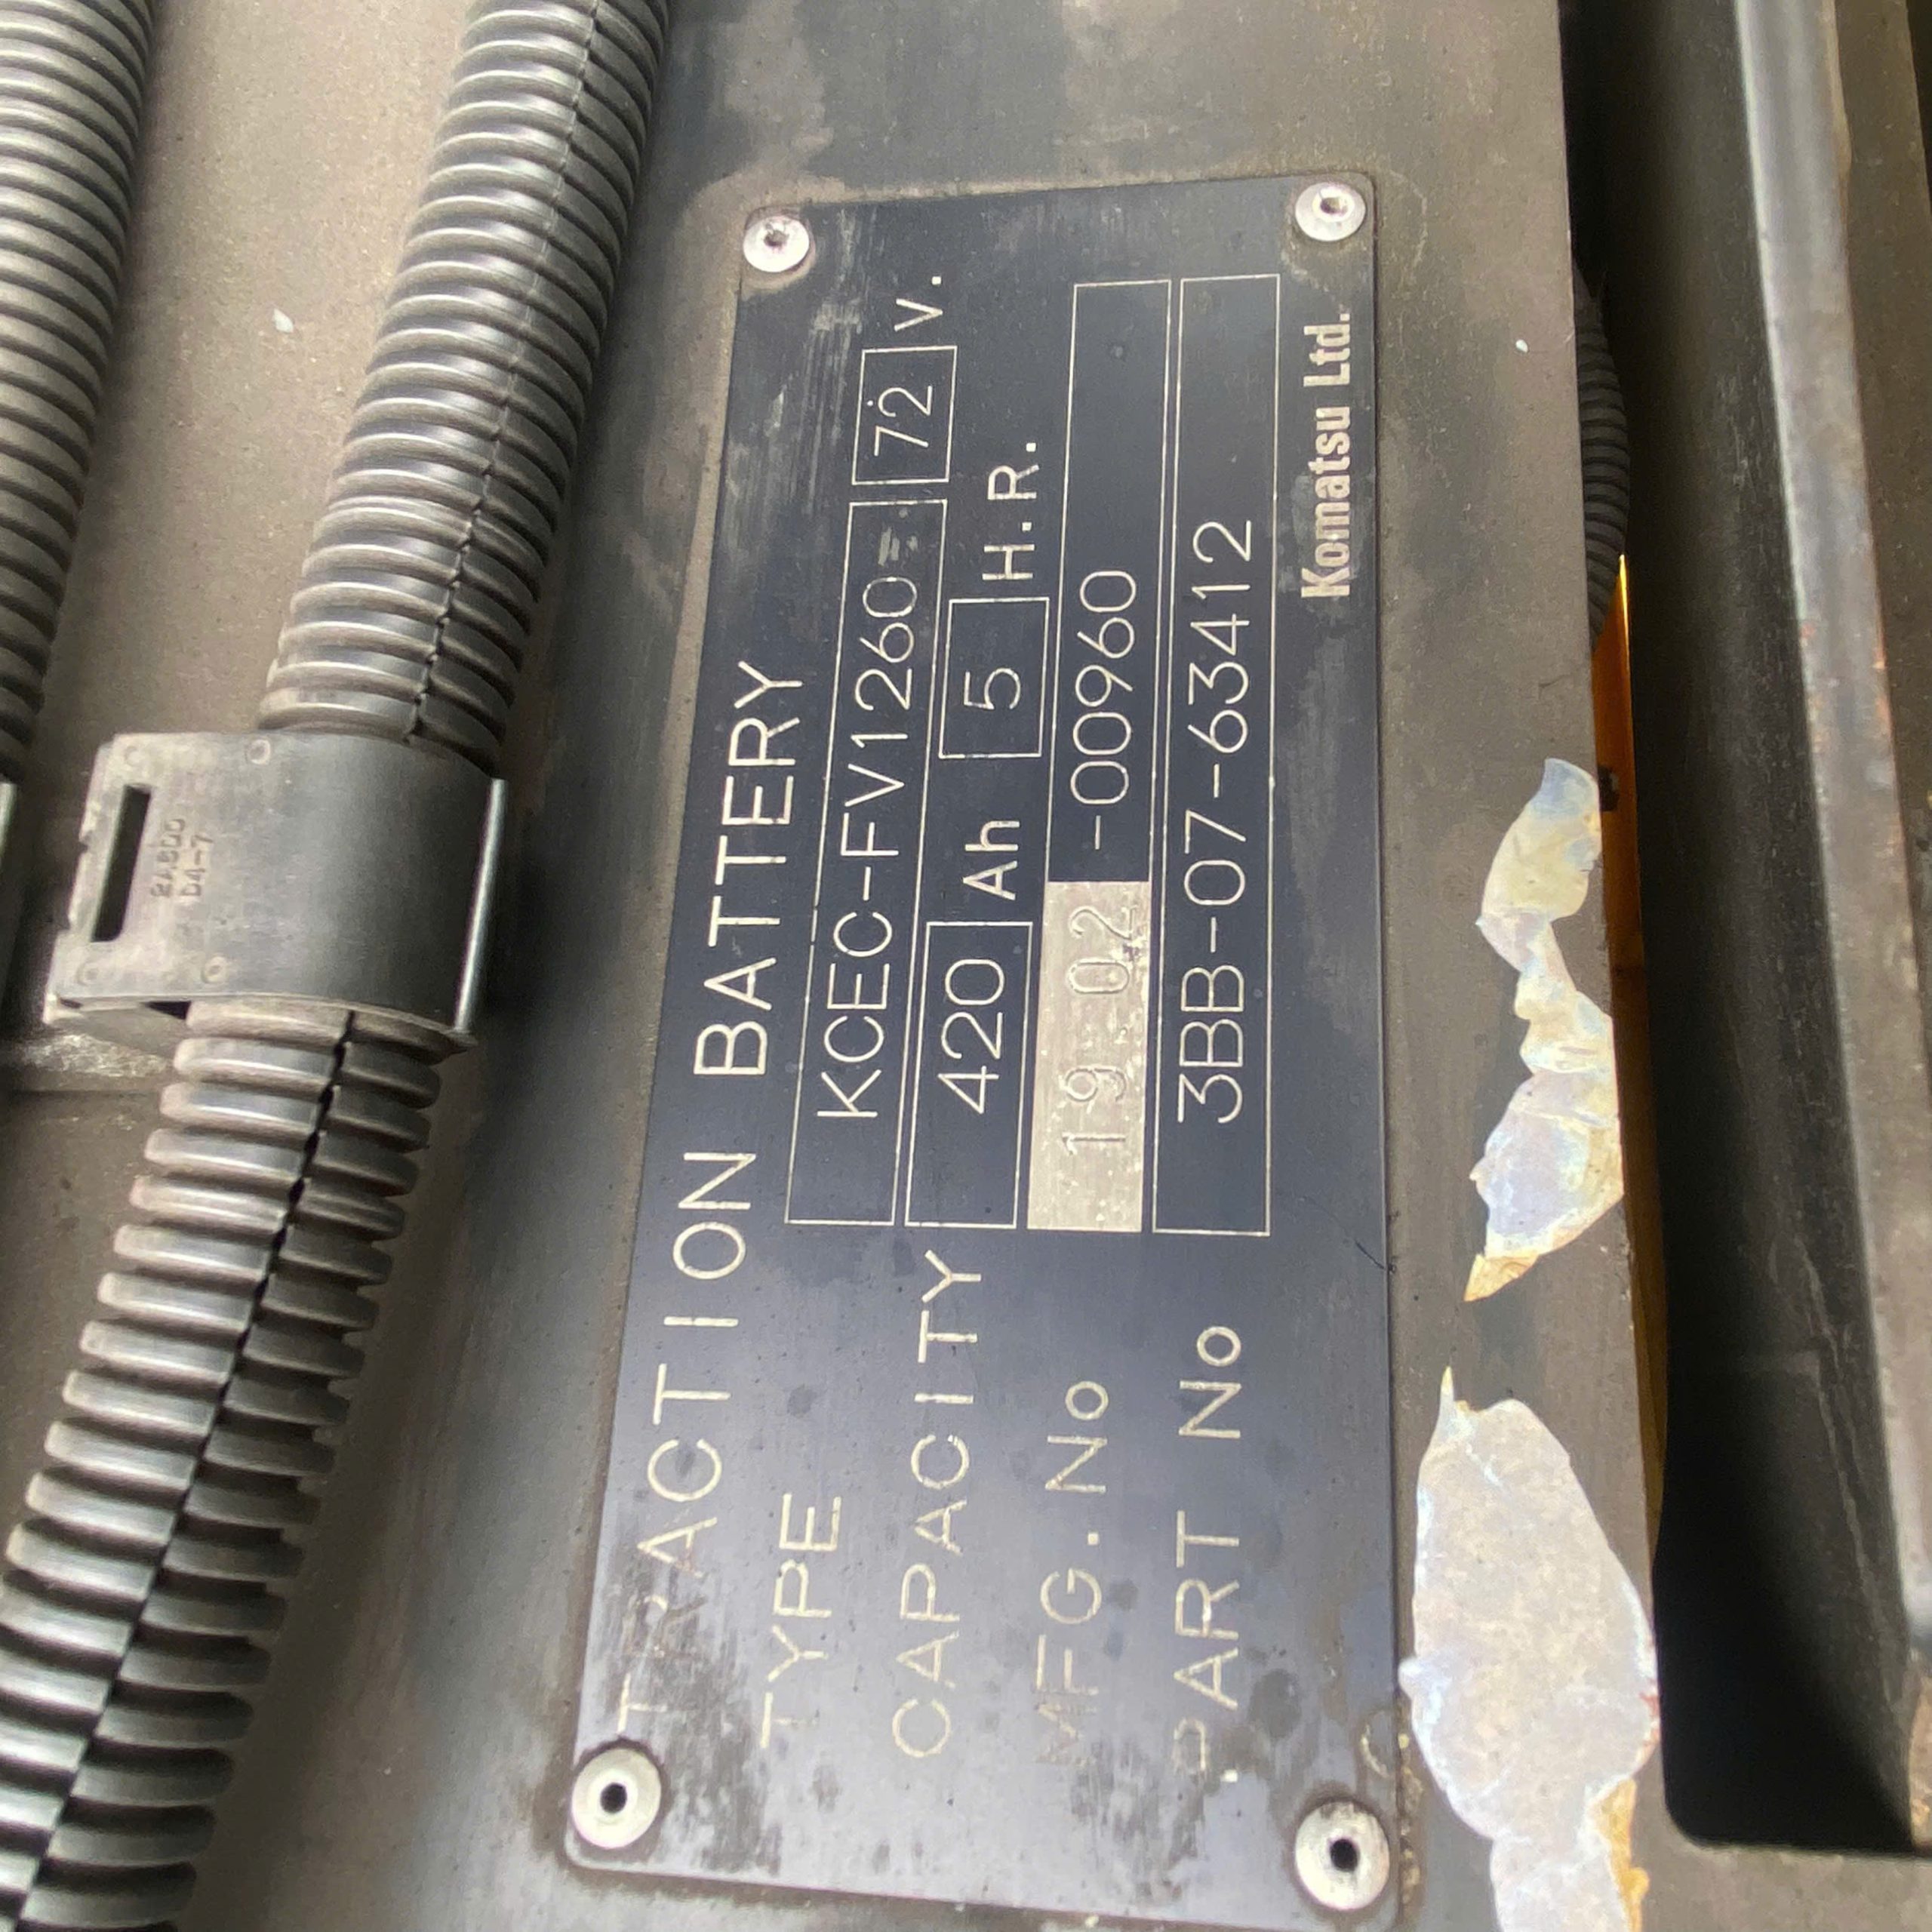 TRACTION BATTERY
TYPE KCEC-FV1260 72 V.
CAPACITY 420 Ah 5 H.R.
MFG.No 19 02 -00960
PART No 3BB-07-63412
Komatsu Ltd.